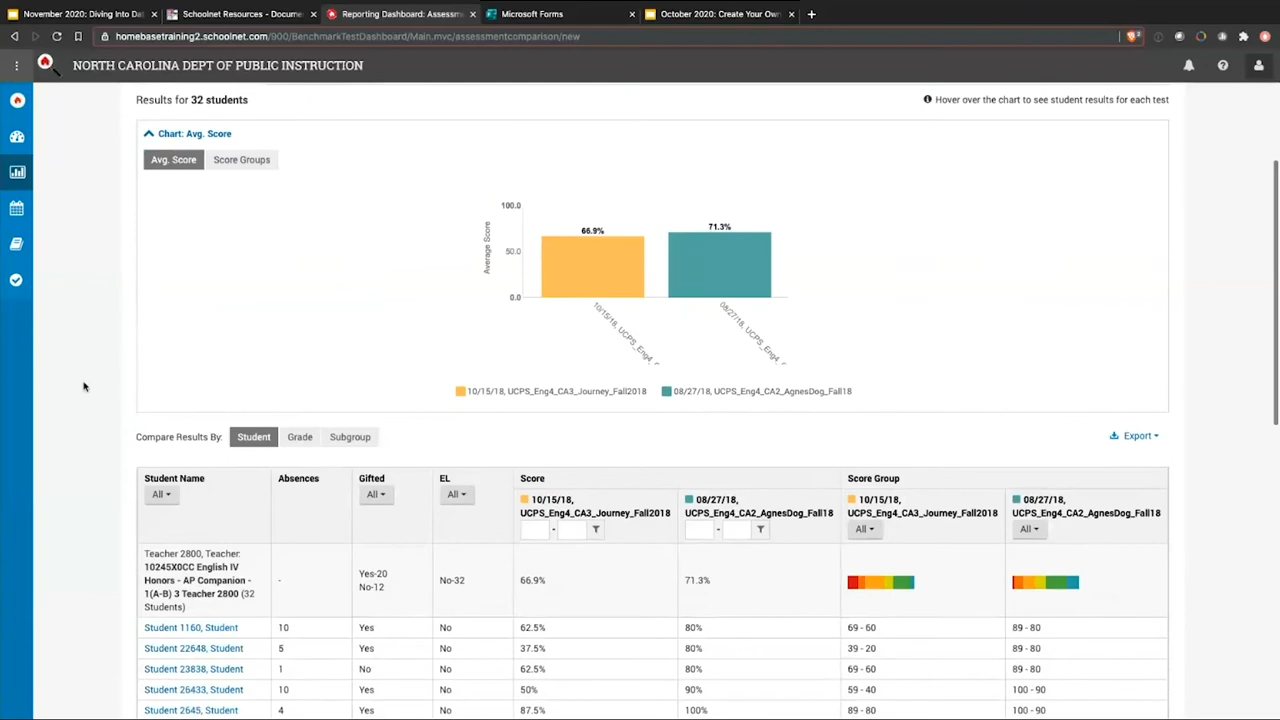 November 2020: Diving Into Da
Schoolnet Resources - Docume
Reporting Dashboard: Assessm
Microsoft Forms
October 2020: Create Your Own
homebasetraining2.schoolnet.com/900/BenchmarkTestDashboard/Main.mvc/assessmentcomparison/new
NORTH CAROLINA DEPT OF PUBLIC INSTRUCTION
Results for 32 students
Hover over the chart to see student results for each test
Chart: Avg. Score
Avg. Score
Score Groups
100.0
50.0
0.0
Average Score
66.9%
71.3%
10/15/18, UCPS_Eng4_C
08/27/18, UCPS_Eng4_C
10/15/18, UCPS_Eng4_CA3_Journey_Fall2018
08/27/18, UCPS_Eng4_CA2_AgnesDog_Fall18
Compare Results By: Student Grade Subgroup
Export
Student Name Absences Gifted EL Score Score Group
All All All
10/15/18,
UCPS_Eng4_CA3_Journey_Fall2018
-
08/27/18,
UCPS_Eng4_CA2_AgnesDog_Fall18
-
10/15/18,
UCPS_Eng4_CA3_Journey_Fall2018
All
08/27/18,
UCPS_Eng4_CA2_AgnesDog_Fall18
All
Teacher 2800, Teacher:
10245X0CC English IV
Honors - AP Companion -
1(A-B) 3 Teacher 2800 (32
Students)
-
Yes-20
No-12
No-32
66.9%
71.3%
Student 1160, Student 10 Yes No 62.5% 80% 69 - 60 89 - 80
Student 22648, Student 5 Yes No 37.5% 80% 39 - 20 89 - 80
Student 23838, Student 1 No No 62.5% 80% 69 - 60 89 - 80
Student 26433, Student 10 Yes No 50% 90% 59 - 40 100 - 90
Student 2645, Student 4 Yes No 87.5% 100% 89 - 80 100 - 90